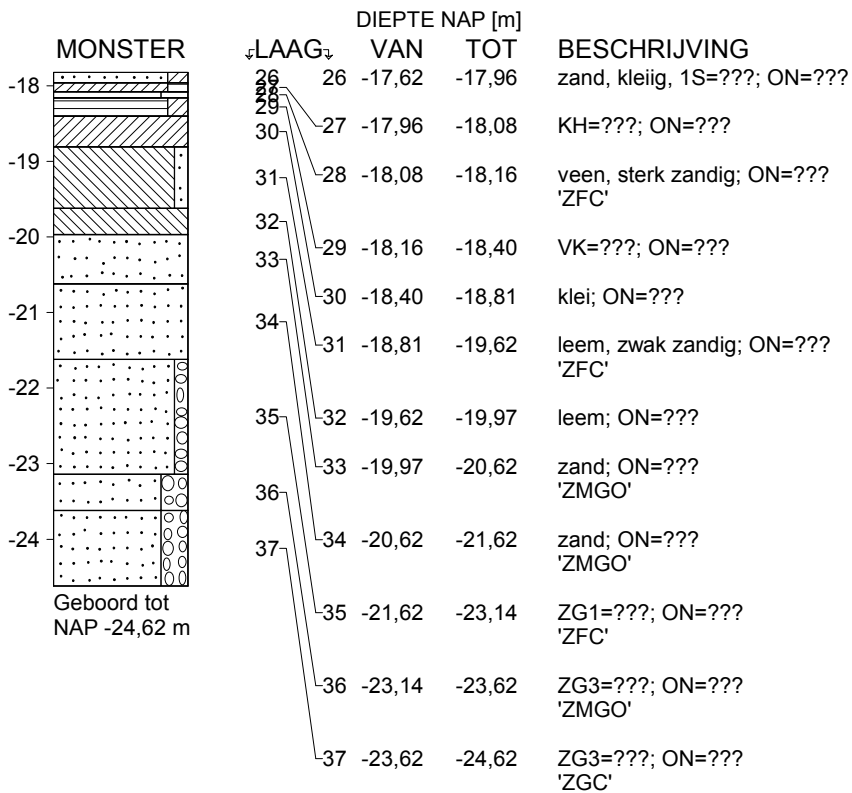 DIEPTE NAP [m]
MONSTER LAAG VAN TOT BESCHRIJVING
-18
-19
-20
-21
-22
-23
-24
Geboord tot
NAP -24,62 m
26
27
28
29
30
31
32
33
34
35
36
37
26 -17,62 -17,96 zand, kleiig, 1S=???; ON=???
27 -17,96 -18,08 KH=???; ON=???
28 -18,08 -18,16 veen, sterk zandig; ON=???
'ZFC'
29 -18,16 -18,40 VK=???; ON=???
30 -18,40 -18,81 klei; ON=???
31 -18,81 -19,62 leem, zwak zandig; ON=???
'ZFC'
32 -19,62 -19,97 leem; ON=???
33 -19,97 -20,62 zand; ON=???
'ZMGO'
34 -20,62 -21,62 zand; ON=???
'ZMGO'
35 -21,62 -23,14 ZG1=???; ON=???
'ZFC'
36 -23,14 -23,62 ZG3=???; ON=???
'ZMGO'
37 -23,62 -24,62 ZG3=???; ON=???
'ZGC'